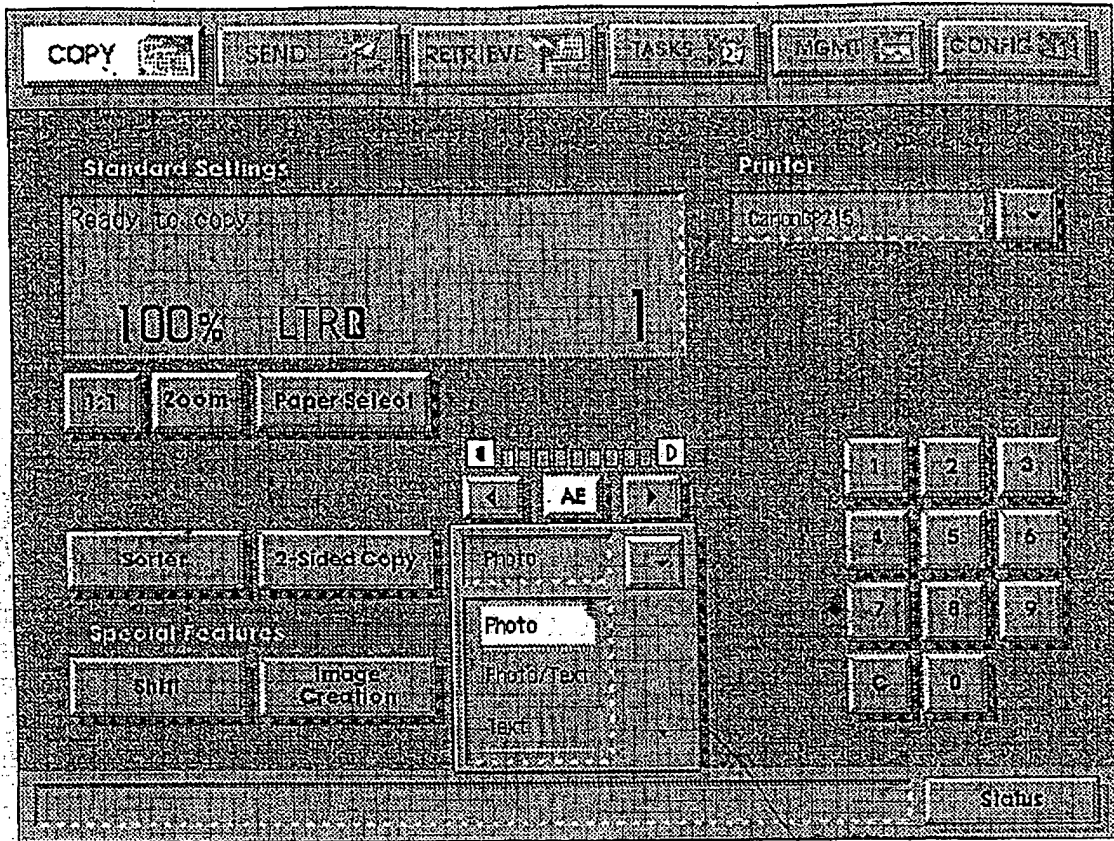 COPY SEND RETRIEVE TASKS MGMT CONFIG
Standard Settings
Printer
Ready to copy
CanonGP215
100% LTRR 1
1:1 Zoom Paper Select
D
AE
1 2 3
4 5 6
7 8 9
C 0
Sorter 2-Sided Copy
Photo
Photo
Photo/Text
Text
Special Features
Shift Image Creation
Status